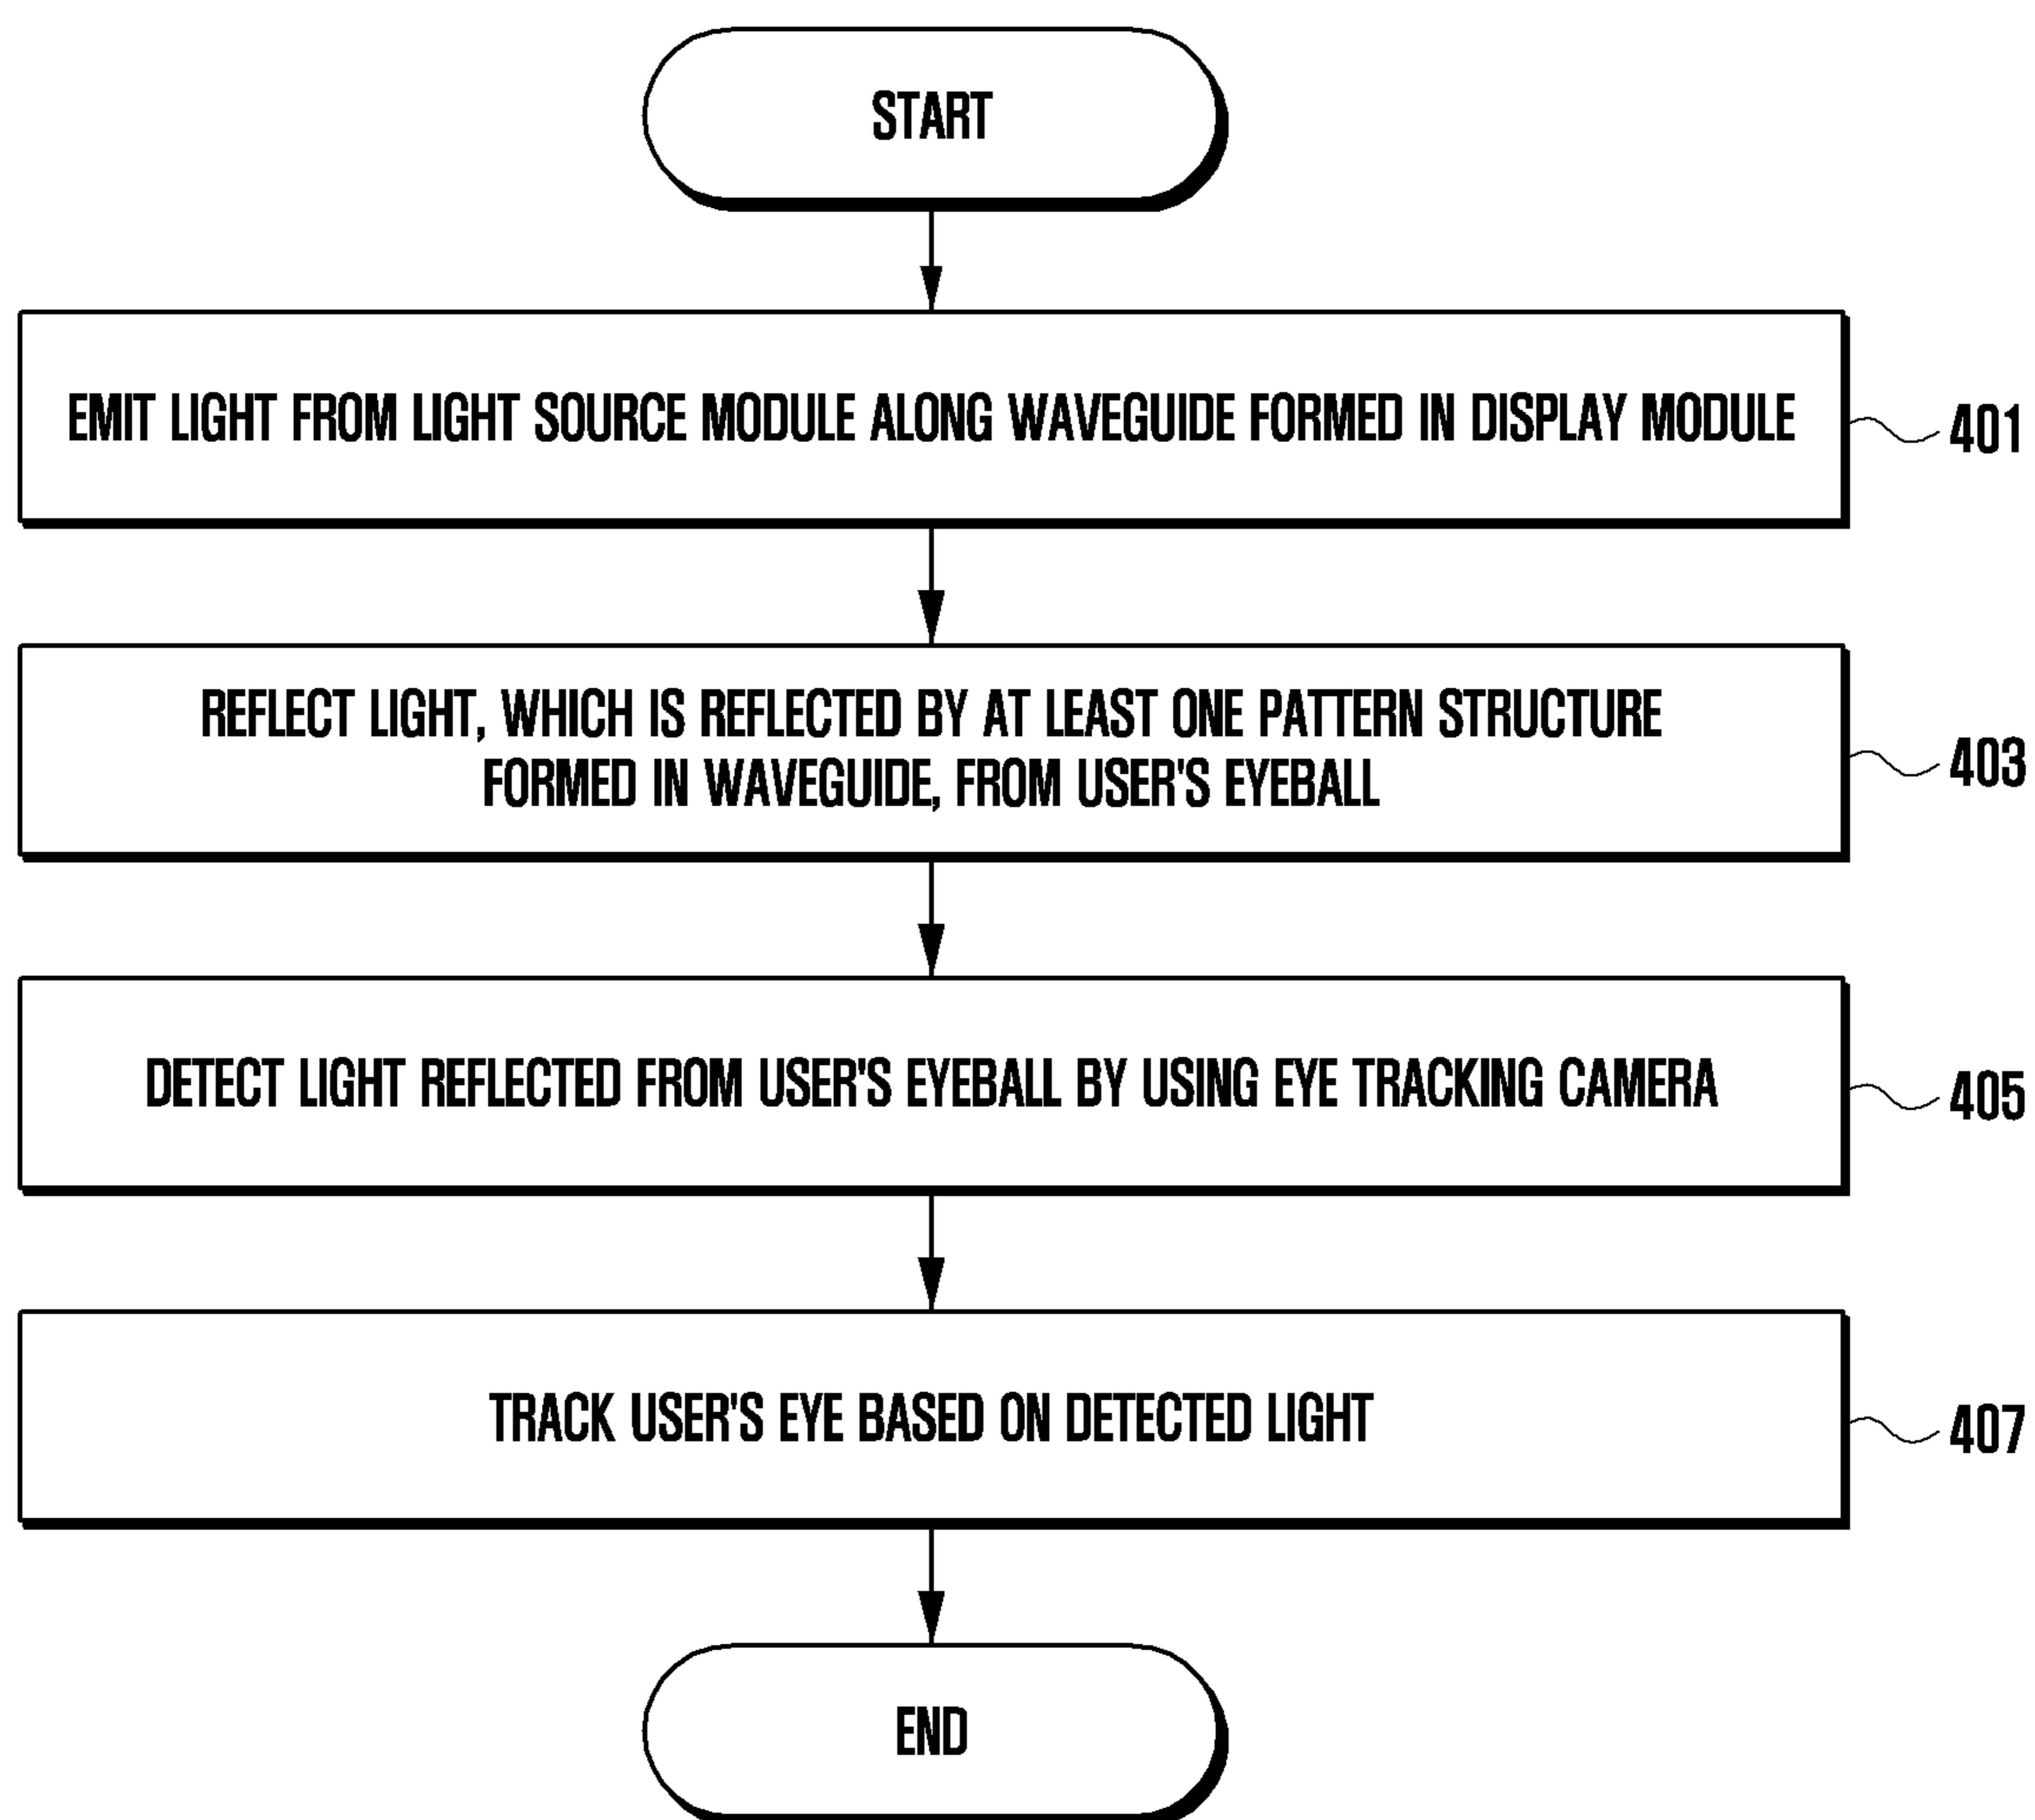 START
EMIT LIGHT FROM LIGHT SOURCE MODULE ALONG WAVEGUIDE FORMED IN DISPLAY MODULE
401
REFLECT LIGHT, WHICH IS REFLECTED BY AT LEAST ONE PATTERN STRUCTURE
FORMED IN WAVEGUIDE, FROM USER'S EYEBALL
403
DETECT LIGHT REFLECTED FROM USER'S EYEBALL BY USING EYE TRACKING CAMERA
405
TRACK USER'S EYE BASED ON DETECTED LIGHT
407
END